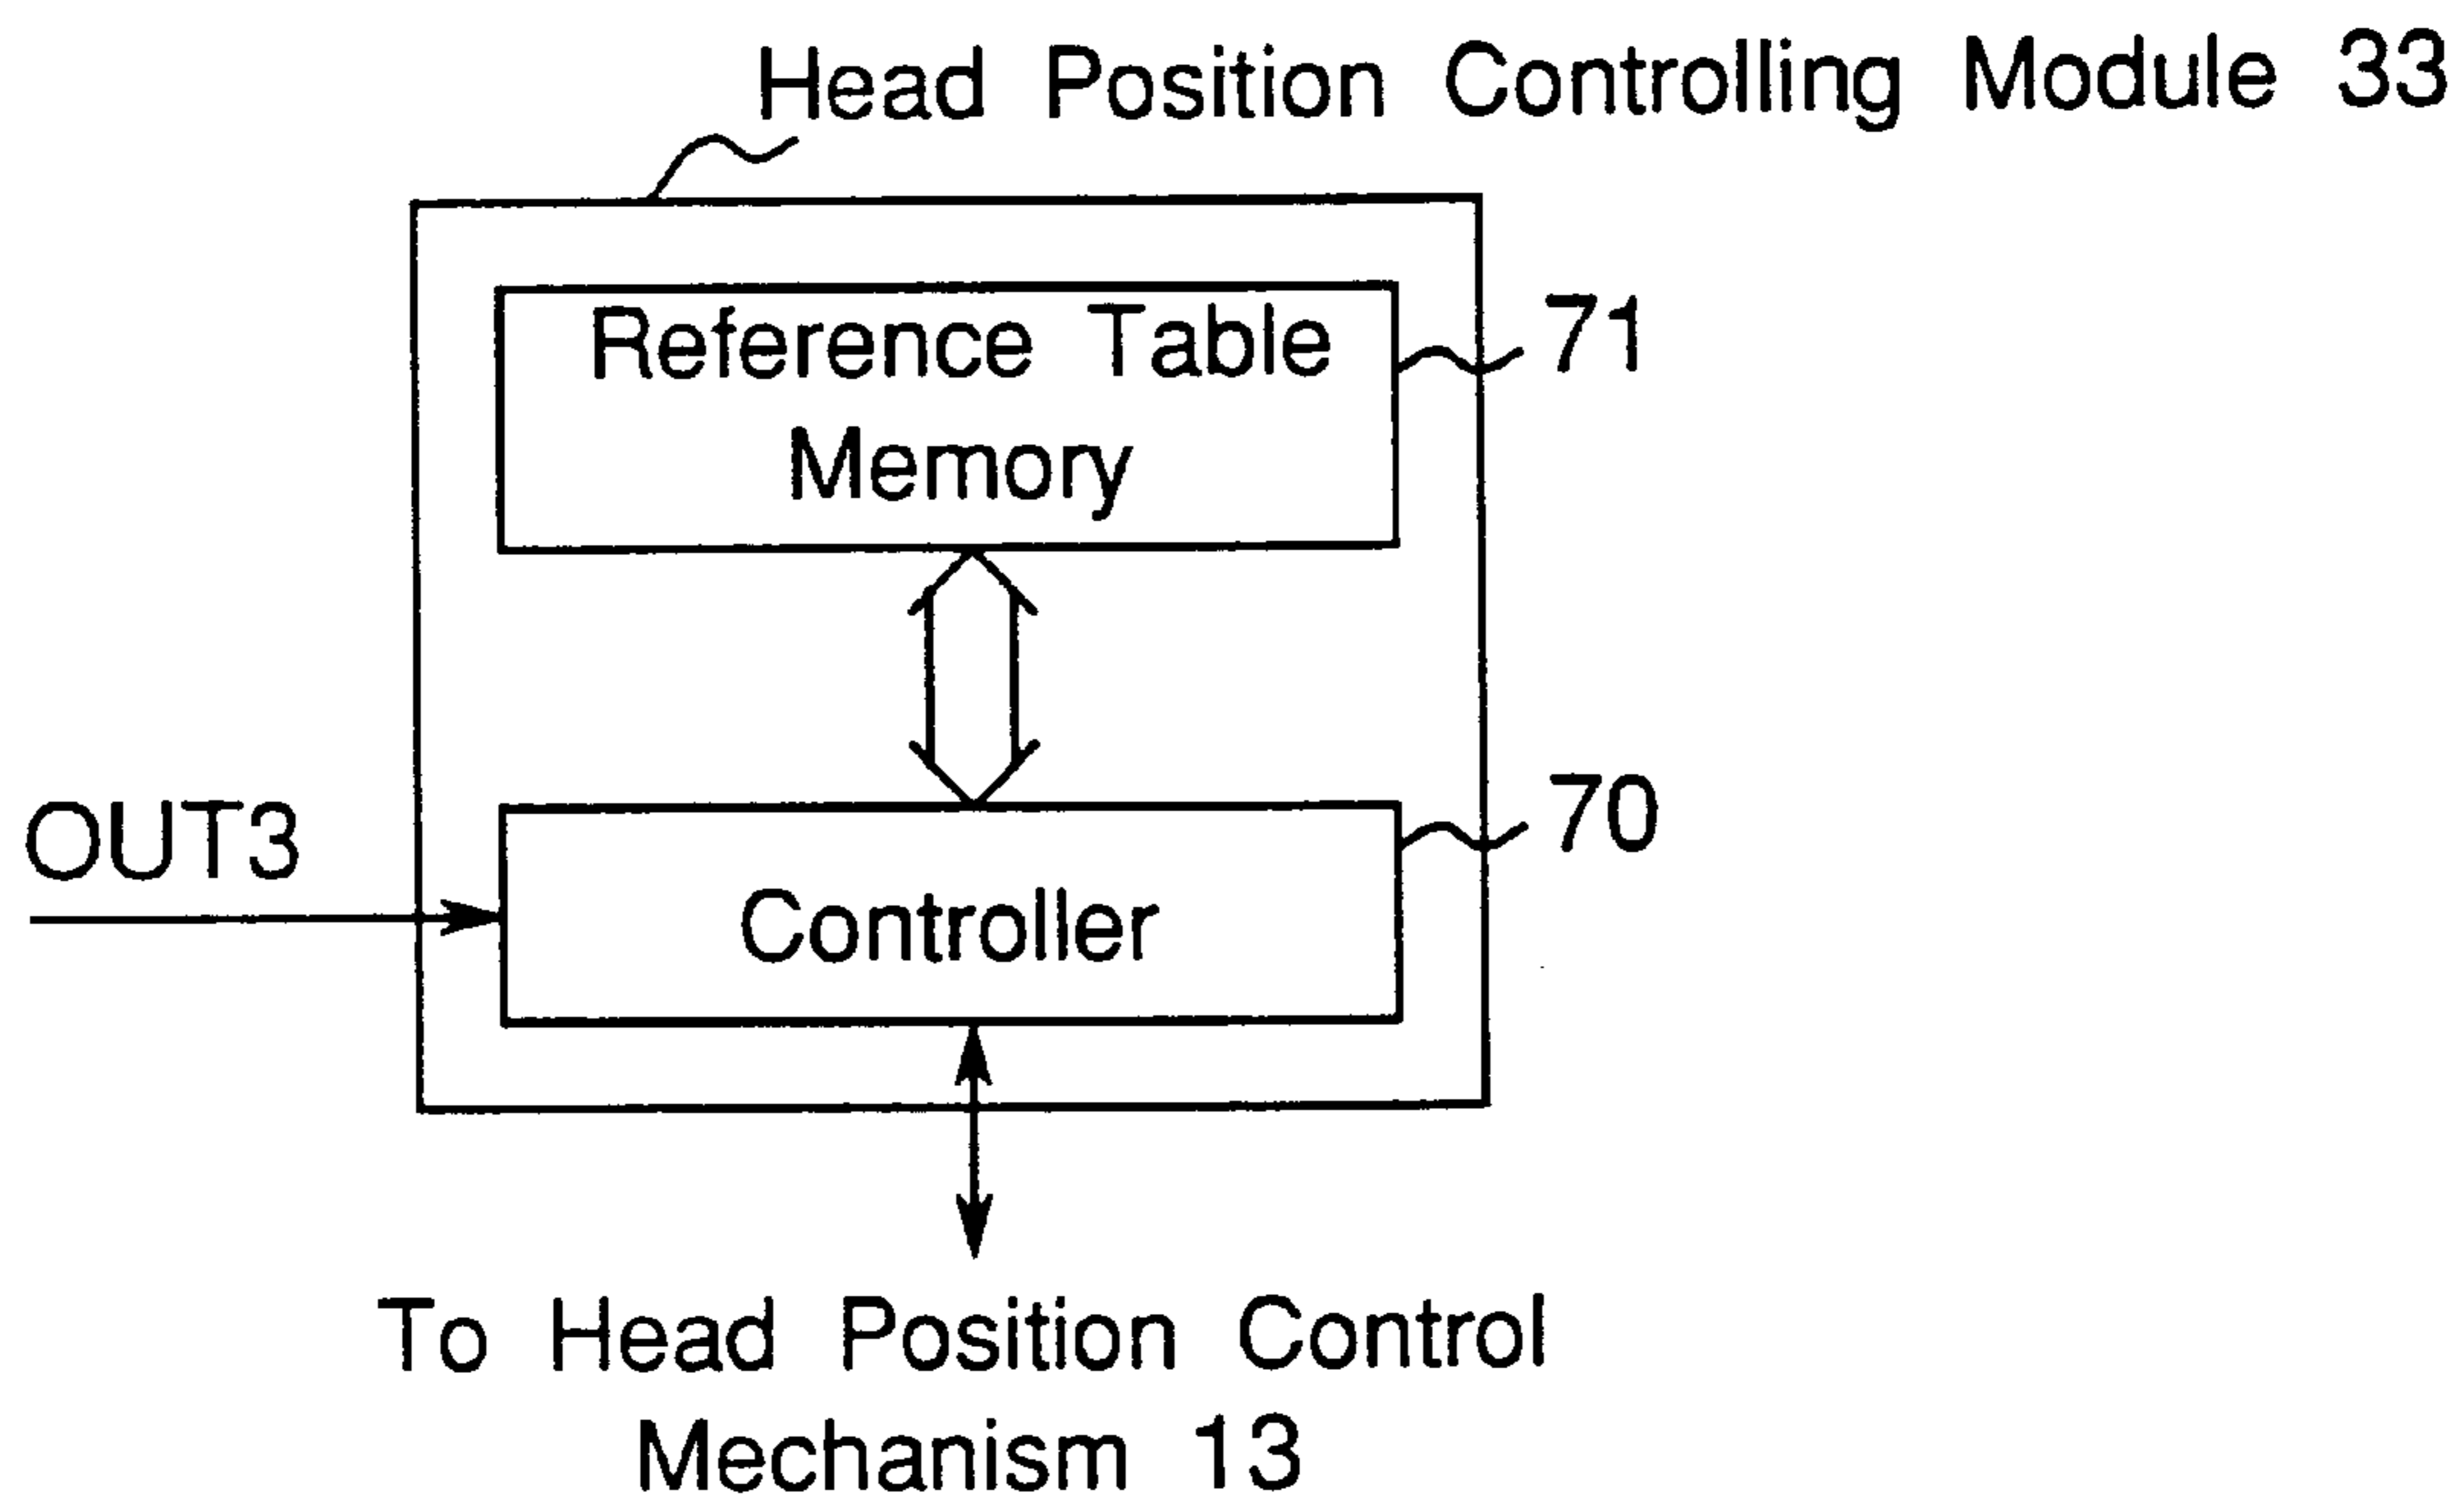 Head Position Controlling Module 33
Reference Table
Memory
71
70
OUT3
Controller
To Head Position Control
Mechanism 13